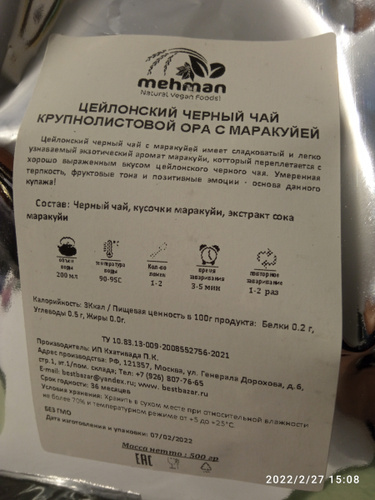 mehman
Natural Vegan Foods!
ЦЕЙЛОНСКИЙ ЧЕРНЫЙ ЧАЙ
КРУПНОЛИСТОВОЙ ОРА С МАРАКУЙЕЙ
Цейлонский черный чай с маракуйей имеет сладковатый и легко
узнаваемый экзотический аромат маракуйи, который переплетается с
хорошо выраженным вкусом цейлонского черного чая. Умеренная
терпкость, фруктовые тона и позитивные эмоции - основа данного
купажа!
Состав: Черный чай, кусочки маракуйи, экстракт сока
маракуйи
объем воды
200 мл
температура воды
90-95С
Кол-во ложек
1-2
время заваривания
3-5 мин
повторное заваривание
1-2 раз
Калорийность: 3Ккал / Пищевая ценность в 100г продукта: Белки 0.2 г,
Углеводы 0.5 г, Жиры 0.0г.
ТУ 10.83.13-009-2008552756-2021
Производитель: ИП Кхативада П.К.
Адрес производства: РФ, 121357, Москва, ул. Генерала Дорохова, д.6,
стр.1, эт.1/пом. склада; Тел. +7 (926) 807-76-65
E-mail: bestbazar@yandex.ru; www. bestbazar.ru
Срок годности: 36 месяцев.
Условия хранения: Хранить в сухом месте при относительной влажности
не более 70% и температурном режиме от +5 до +25°С.
БЕЗ ГМО
Дата изготовления и упаковки: 07/02/2022
Масса нетто: 500 гр
EAC
2022/2/27 15:08